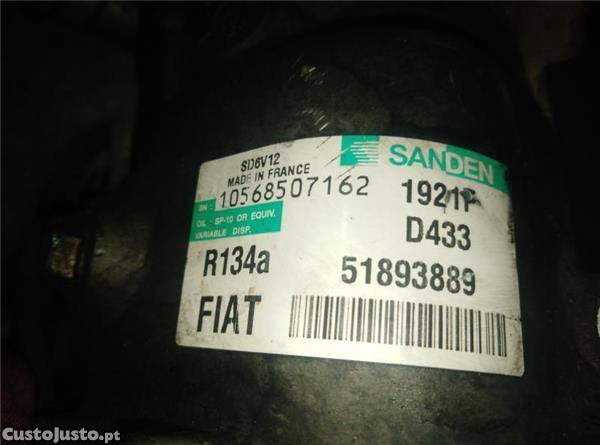 SD6V12
MADE IN FRANCE
SANDEN
SN : 10568507162
1921P
OIL : SP-10 OR EQUIV.
VARIABLE DISP.
D433
R134a
51893889
FIAT
CustoJusto.pt